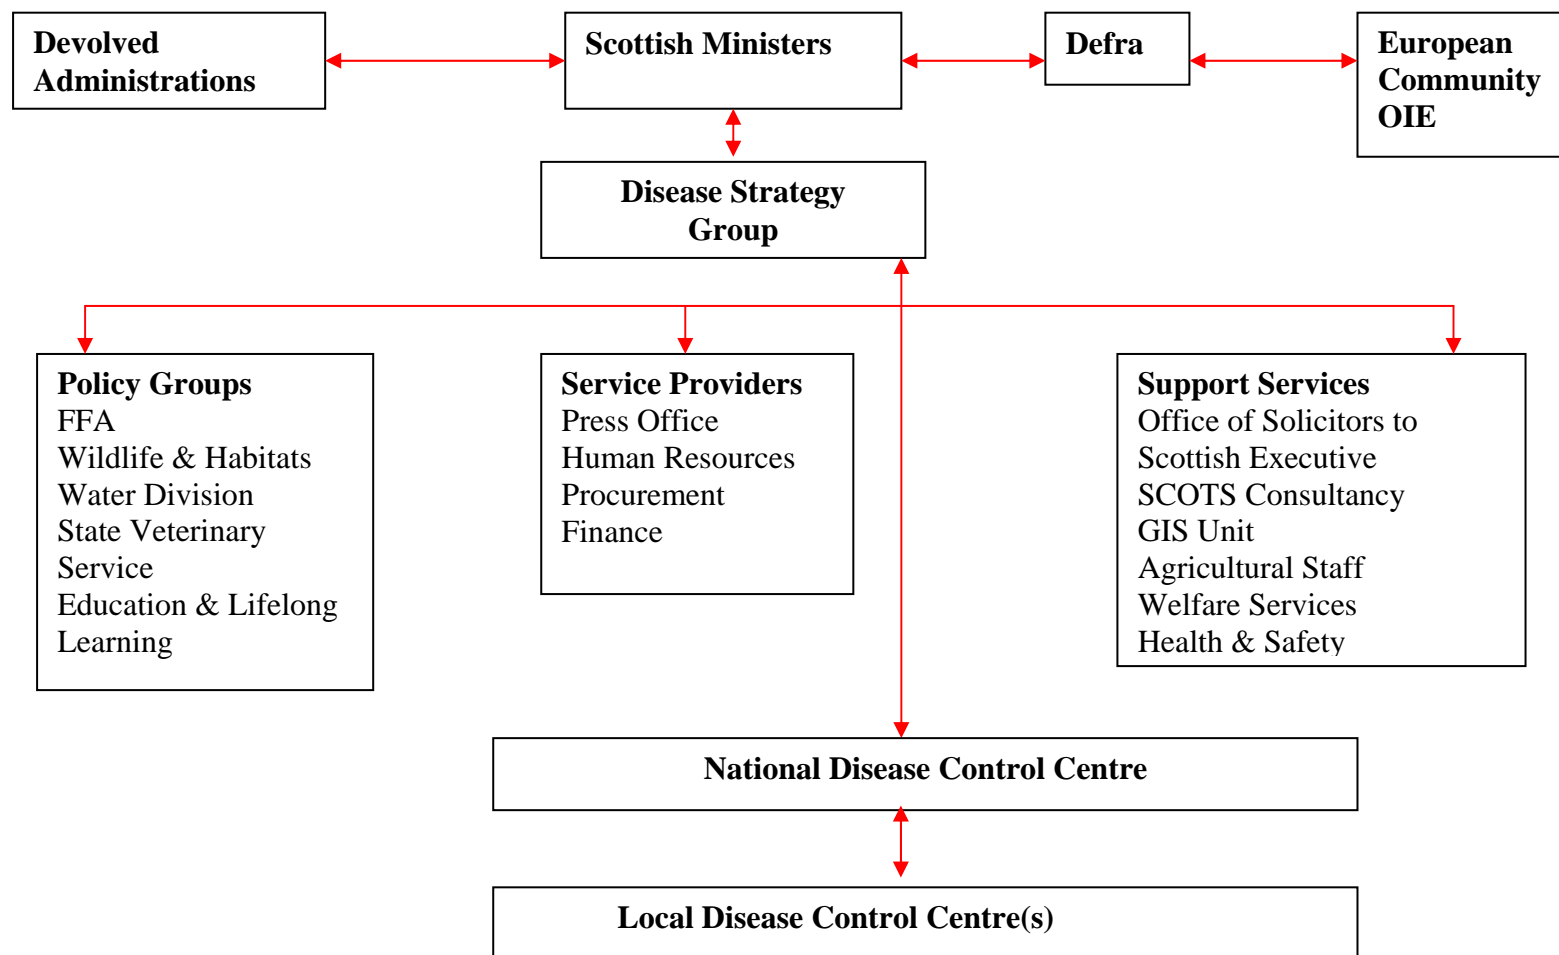 Devolved
Administrations
Scottish Ministers
Defra
European
Community
OIE
Disease Strategy
Group
Policy Groups
FFA
Wildlife & Habitats
Water Division
State Veterinary
Service
Education & Lifelong
Learning
Service Providers
Press Office
Human Resources
Procurement
Finance
Support Services
Office of Solicitors to
Scottish Executive
SCOTS Consultancy
GIS Unit
Agricultural Staff
Welfare Services
Health & Safety
National Disease Control Centre
Local Disease Control Centre(s)